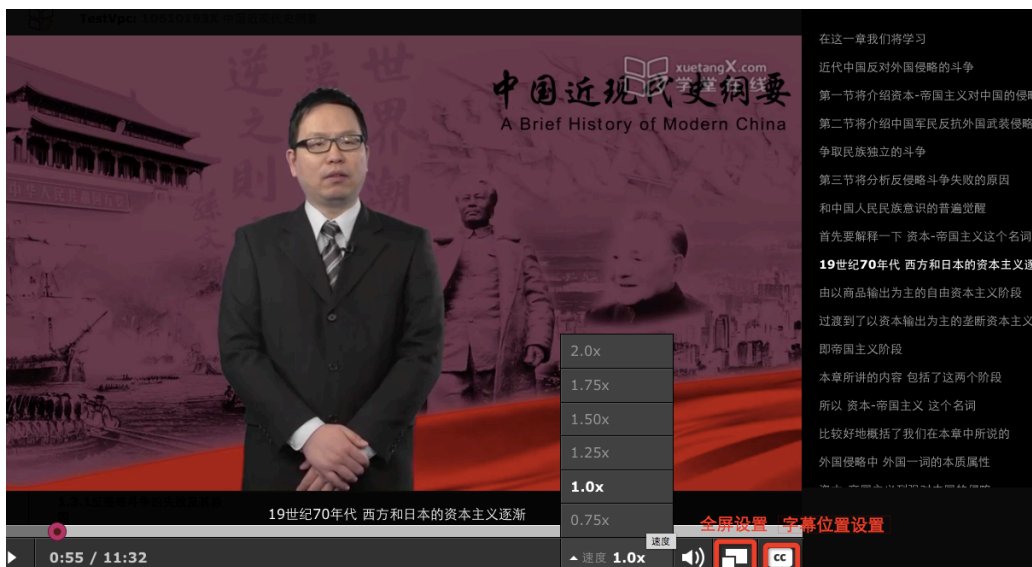 TestVpc: 10610193X 中国近现代史纲要
xuetangX.com
学堂在线
中国近现代史纲要
A Brief History of Modern China
在这一章我们将学习
近代中国反对外国侵略的斗争
第一节将介绍资本-帝国主义对中国的侵
第二节将介绍中国军民反抗外国武装侵略
争取民族独立的斗争
第三节将分析反侵略斗争失败的原因
和中国人民民族意识的普遍觉醒
首先要解释一下 资本-帝国主义这个名词
19世纪70年代 西方和日本的资本主义逐
由以商品输出为主的自由资本主义阶段
过渡到了以资本输出为主的垄断资本主义
即帝国主义阶段
本章所讲的内容 包括了这两个阶段
所以 资本-帝国主义 这个名词
比较好地概括了我们在本章中所说的
外国侵略中 外国一词的本质属性
2.0x
1.75x
1.50x
1.25x
1.0x
0.75x
19世纪70年代 西方和日本的资本主义逐渐
全屏设置 字幕位置设置
速度
0:55 / 11:32
速度 1.0x
cc